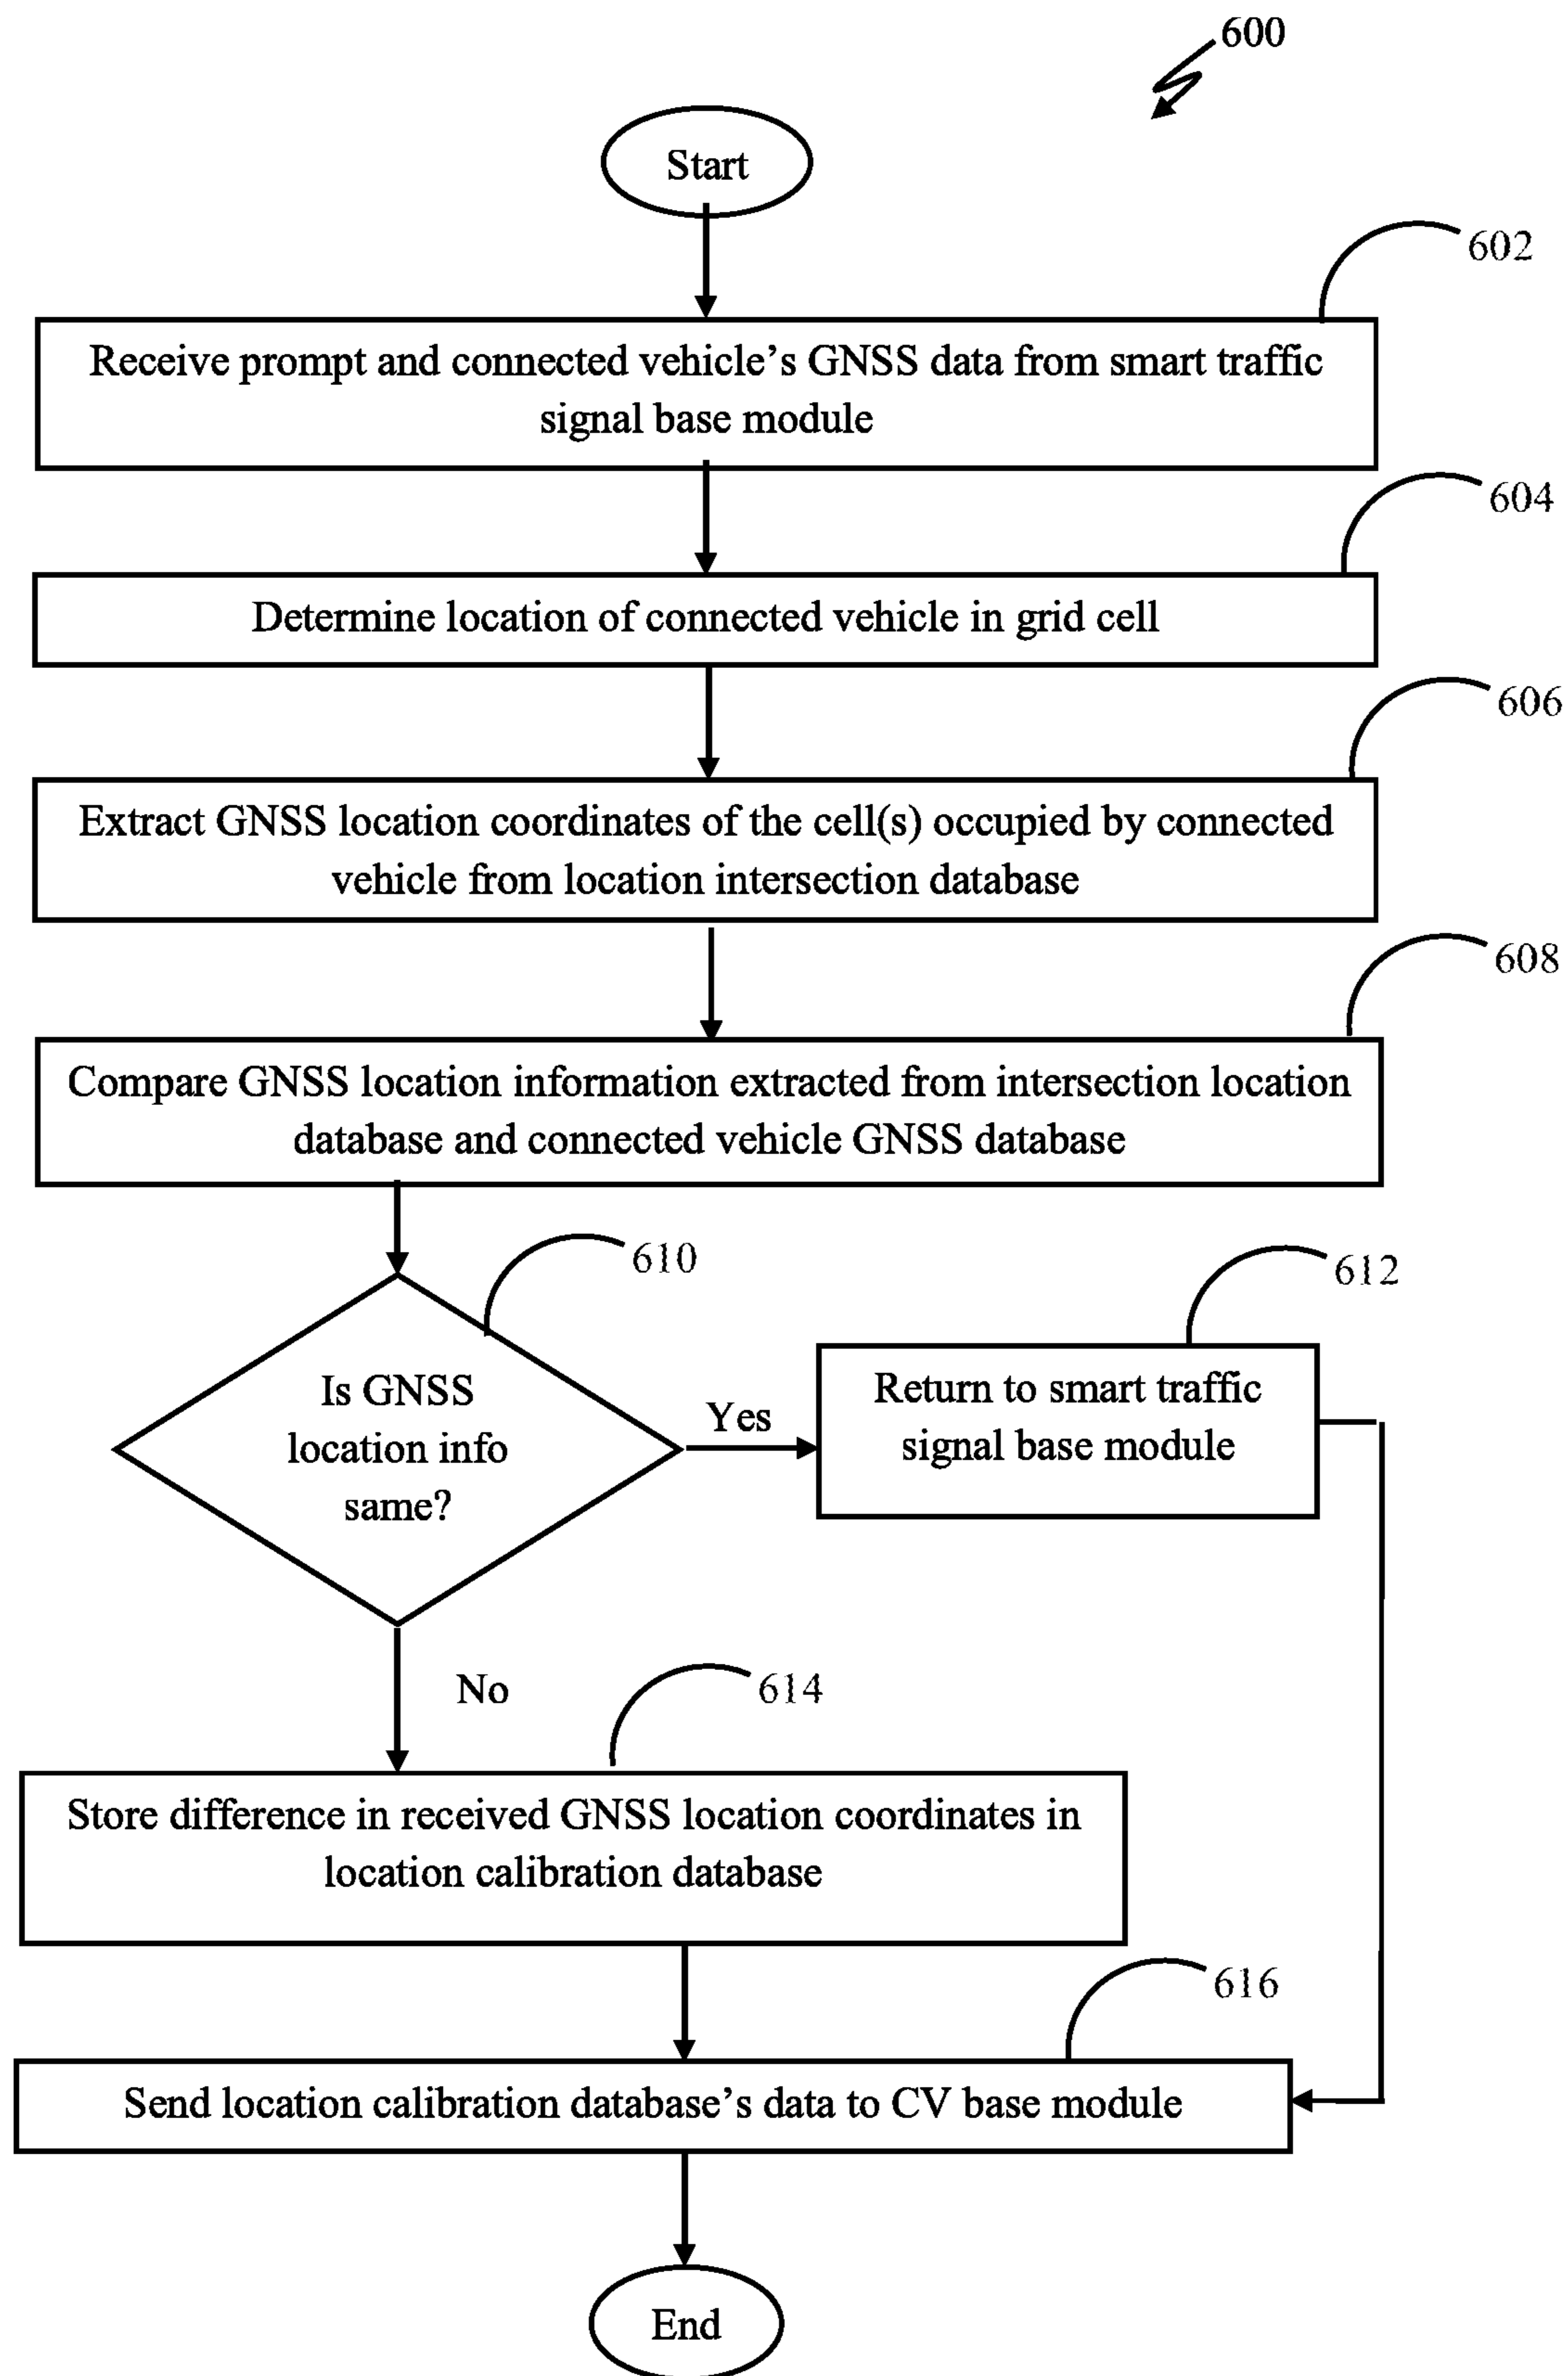 600
Start
602
Receive prompt and connected vehicle’s GNSS data from smart traffic
signal base module
604
Determine location of connected vehicle in grid cell
606
Extract GNSS location coordinates of the cell(s) occupied by connected
vehicle from location intersection database
608
Compare GNSS location information extracted from intersection location
database and connected vehicle GNSS database
610
612
Is GNSS
location info
same?
Yes
Return to smart traffic
signal base module
No
614
Store difference in received GNSS location coordinates in
location calibration database
616
Send location calibration database’s data to CV base module
End